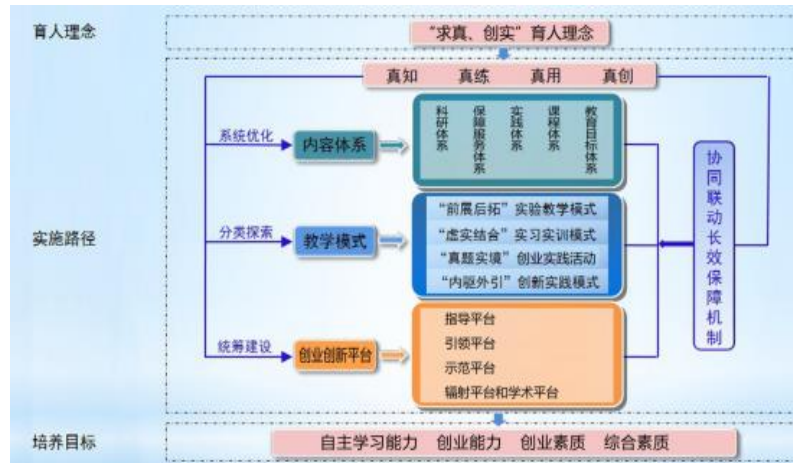 育人理念
“求真、创实”育人理念
真知 真练 真用 真创
系统优化
内容体系
科研体系
保障服务体系
实践体系
课程体系
教育目标体系
实施路径
分类探索
教学模式
“前展后拓”实验教学模式
“虚实结合”实习实训模式
“真题实境”创业实践活动
“内驱外引”创新实践模式
统筹建设
创业创新平台
指导平台
引领平台
示范平台
辐射平台和学术平台
协同联动长效保障机制
培养目标
自主学习能力 创业能力 创业素质 综合素质